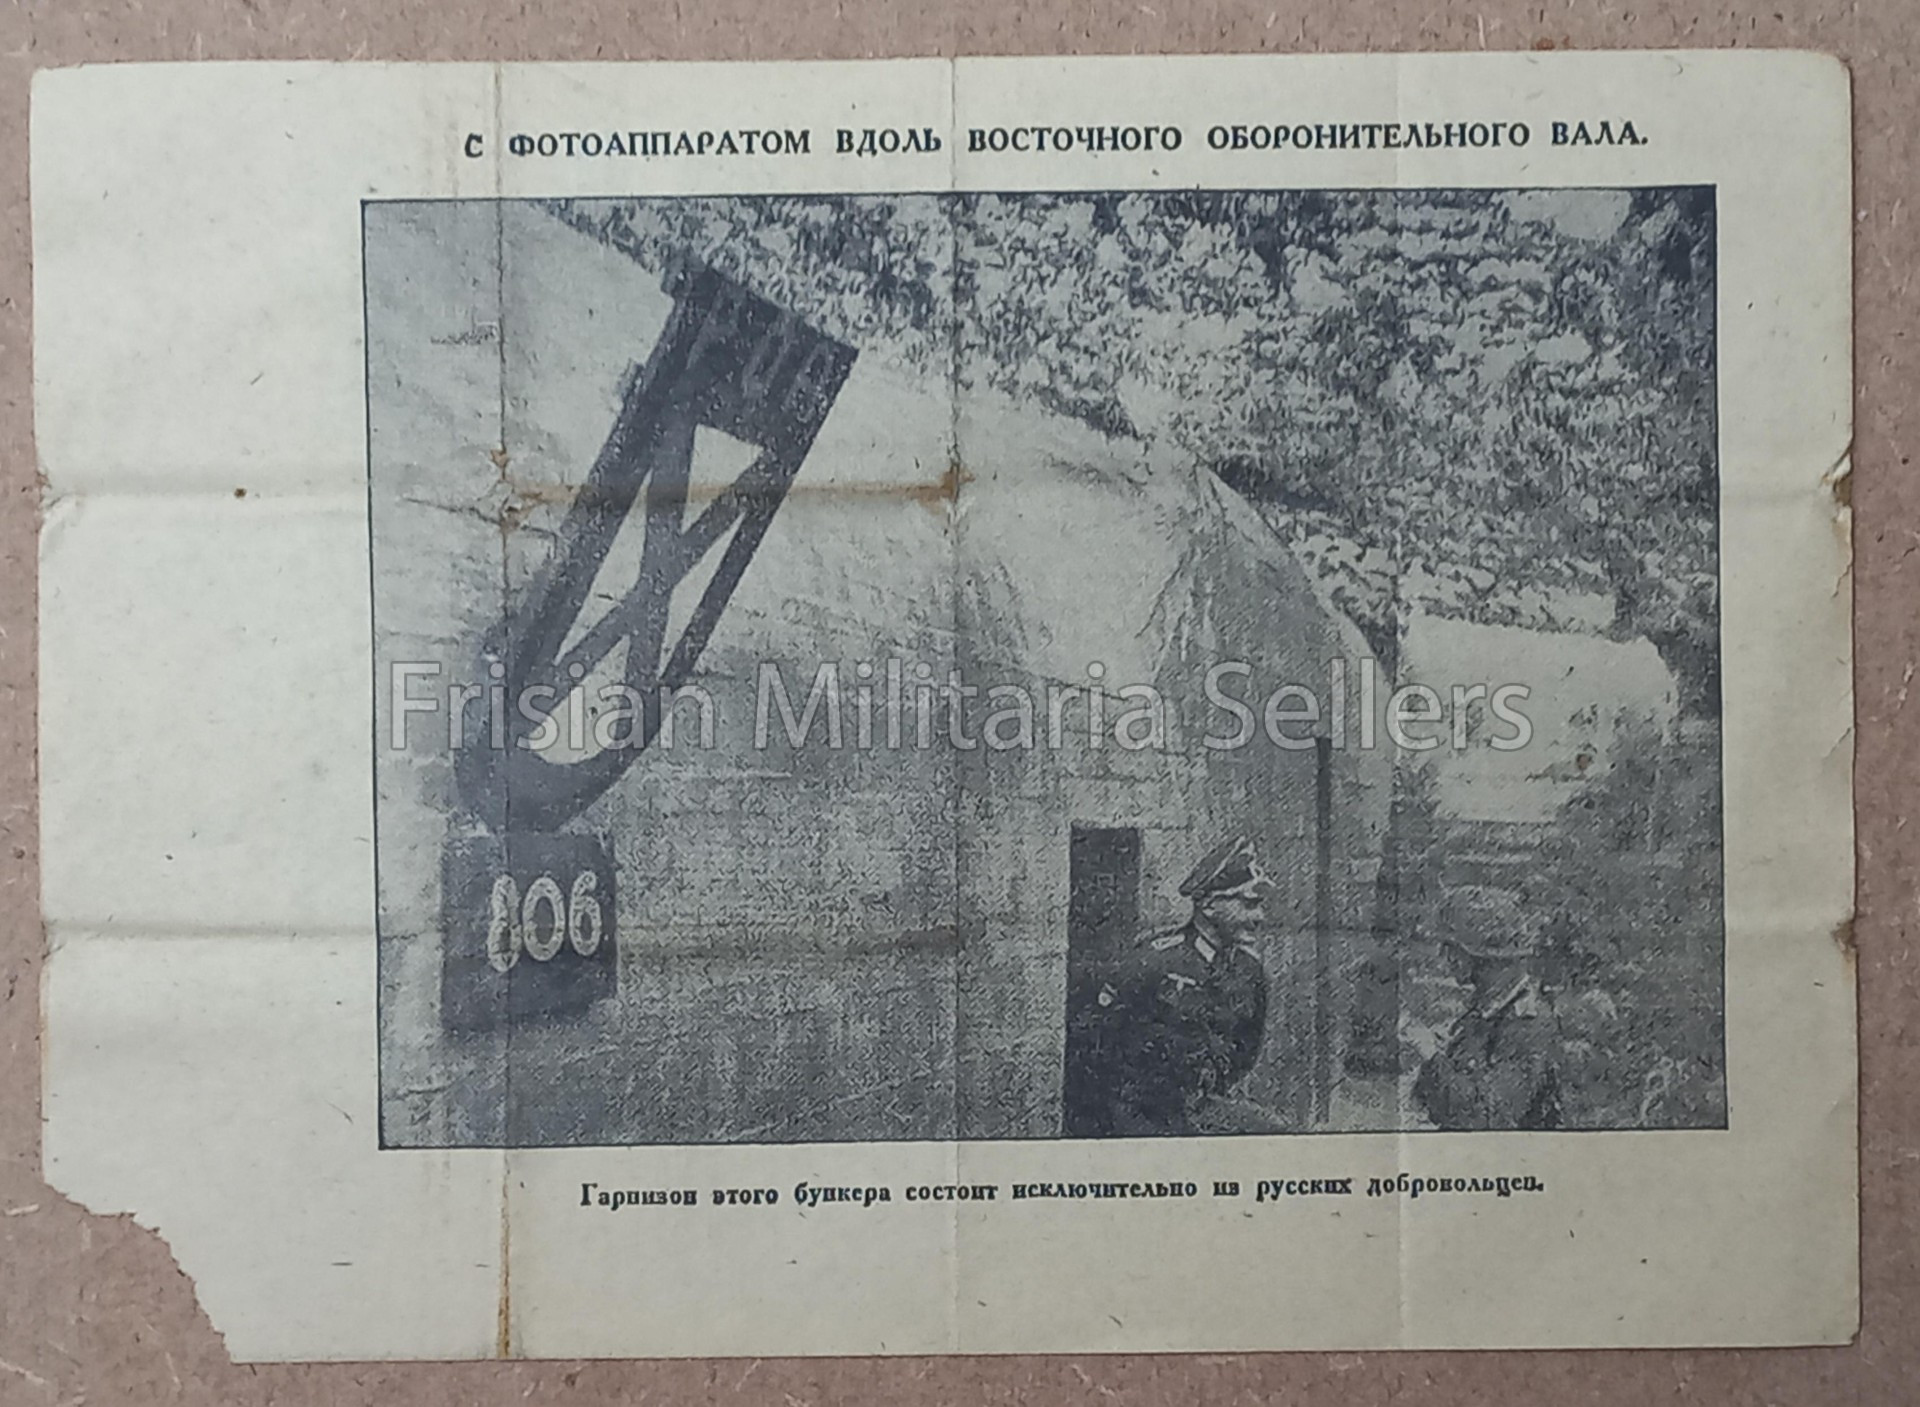 С ФОТОАППАРАТОМ ВДОЛЬ ВОСТОЧНОГО ОБОРОНИТЕЛЬНОГО ВАЛА.
Frisian Militaria Sellers
806
Гарнизон этого бункера состоит исключительно из русских добровольцев.